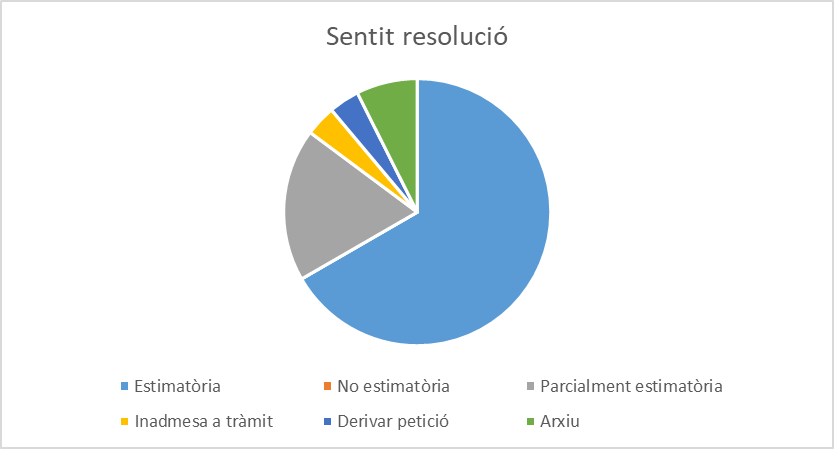 Sentit resolució
Estimatòria
No estimatòria
Parcialment estimatòria
Inadmesa a tràmit
Derivar petició
Arxiu